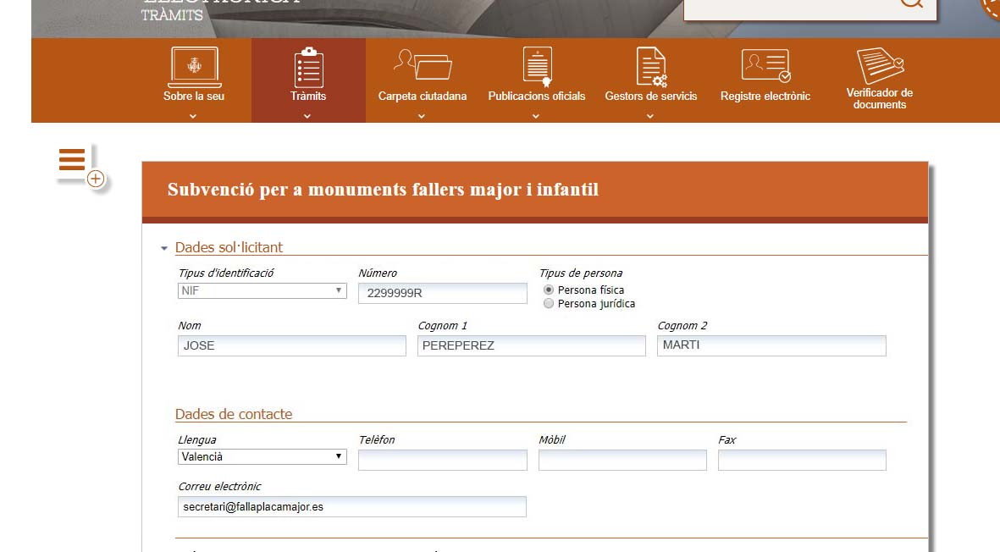 TRÀMITS
Sobre la seu
Tràmits
Carpeta ciutadana
Publicacions oficials
Gestors de servicis
Registre electrònic
Verificador de
documents
Subvenció per a monuments fallers major i infantil
Dades sol·licitant
Tipus d'identificació
Número
Tipus de persona
NIF
2299999R
Persona física
Persona jurídica
Nom
Cognom 1
Cognom 2
JOSE
PEREPEREZ
MARTI
Dades de contacte
Llengua
Telèfon
Mòbil
Fax
Valencià
Correu electrònic
secretari@fallaplacamajor.es